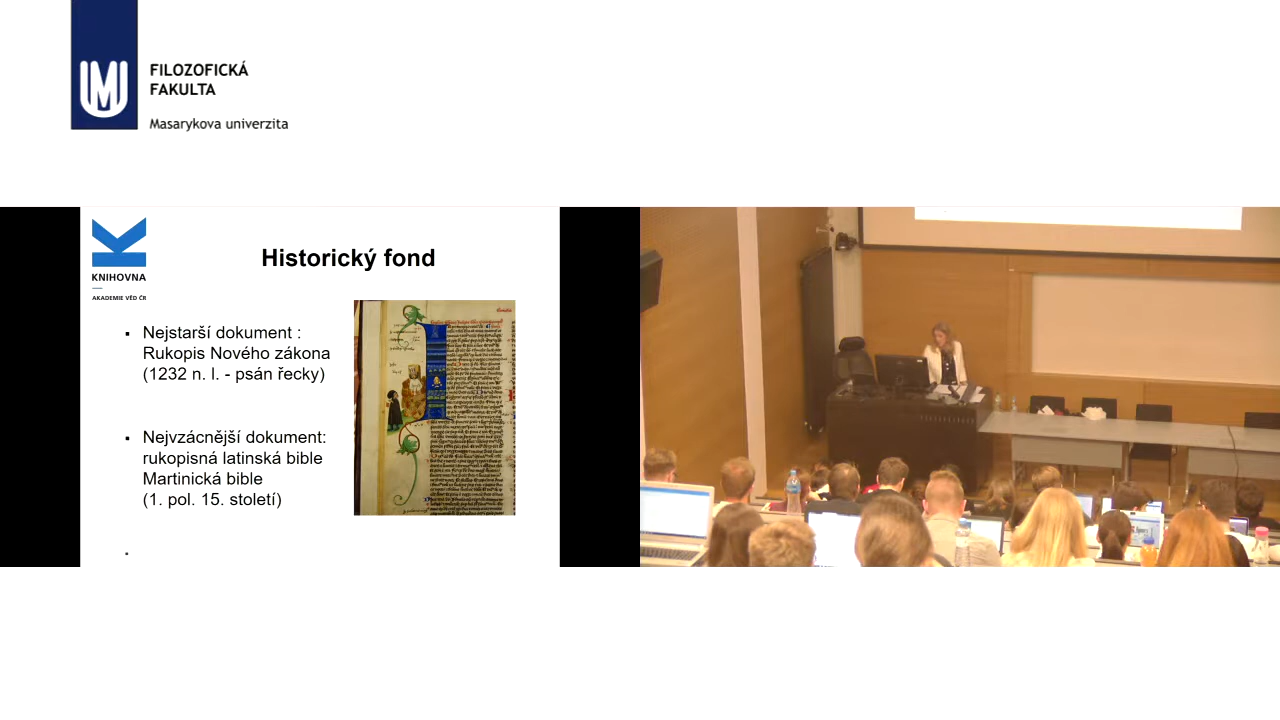 FILOZOFICKÁ
FAKULTA
Masarykova univerzita
KNIHOVNA
AKADEMIE VĚD ČR
Historický fond
▪ Nejstarší dokument :
Rukopis Nového zákona
(1232 n. l. - psán řecky)
▪ Nejvzácnější dokument:
rukopisná latinská bible
Martinická bible
(1. pol. 15. století)